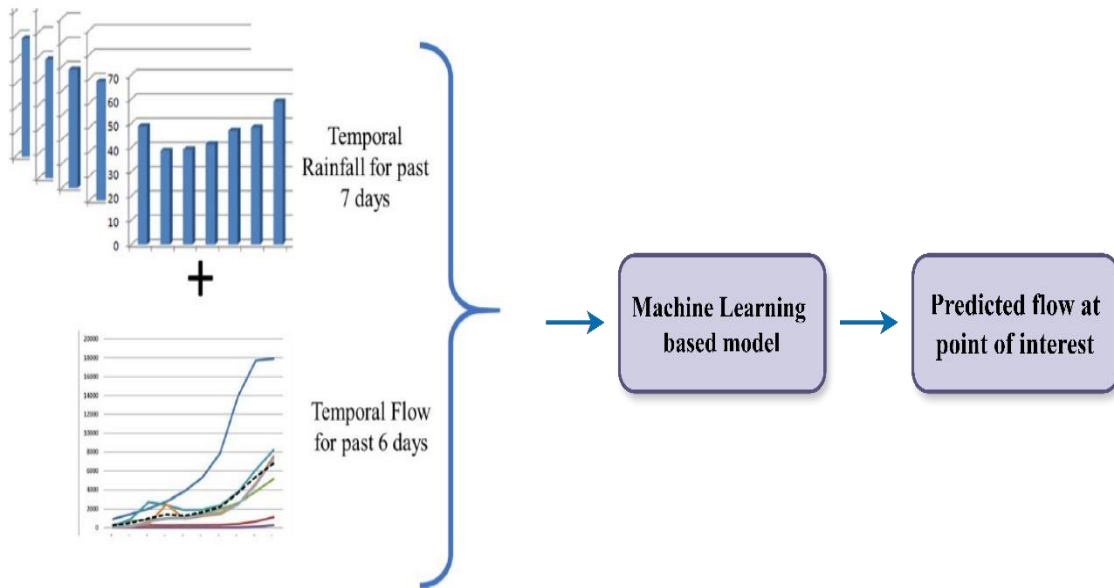 70
60
50
40
30
20
10
0
Temporal
Rainfall for past
7 days
+
20000
18000
16000
14000
12000
10000
8000
6000
4000
2000
0
Temporal Flow
for past 6 days
Machine Learning
based model
Predicted flow at
point of interest